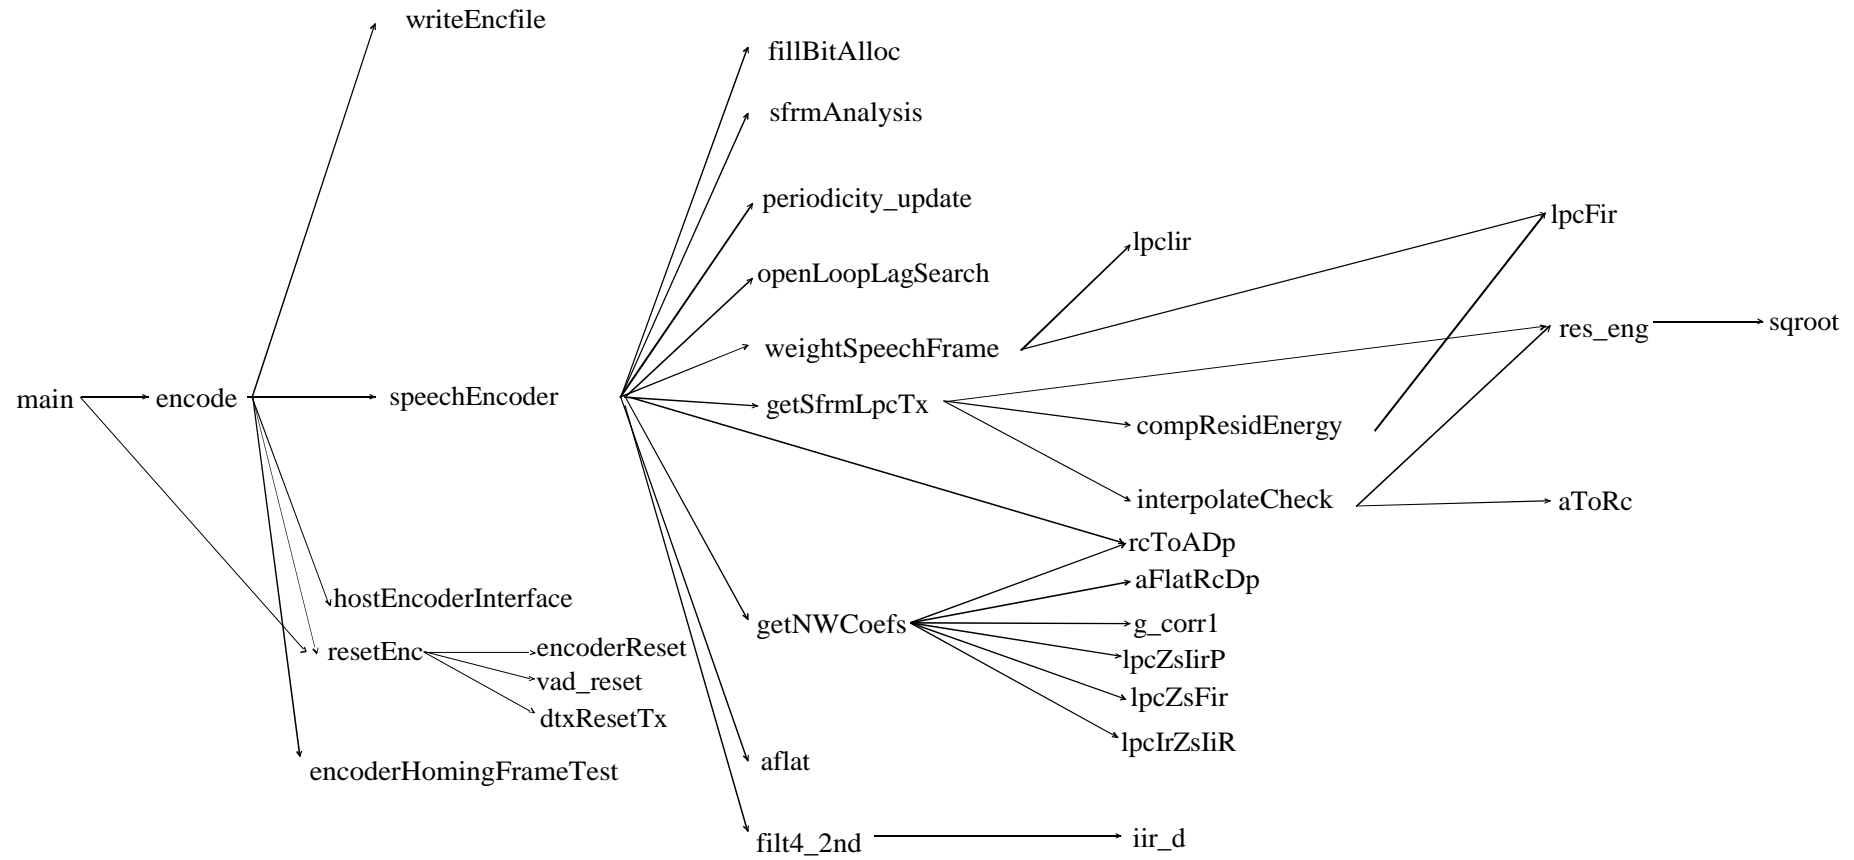 writeEncfile
fillBitAlloc
sfrmAnalysis
periodicity_update
lpcFir
lpclir
openLoopLagSearch
res_eng
sqroot
weightSpeechFrame
main
encode
speechEncoder
getSfrmLpcTx
compResidEnergy
interpolateCheck
aToRc
rcToADp
aFlatRcDp
hostEncoderInterface
getNWCoefs
g_corr1
resetEnc
encoderReset
lpcZsIirP
vad_reset
lpcZsFir
dtxResetTx
lpcIrZsIiR
aflat
encoderHomingFrameTest
filt4_2nd
iir_d